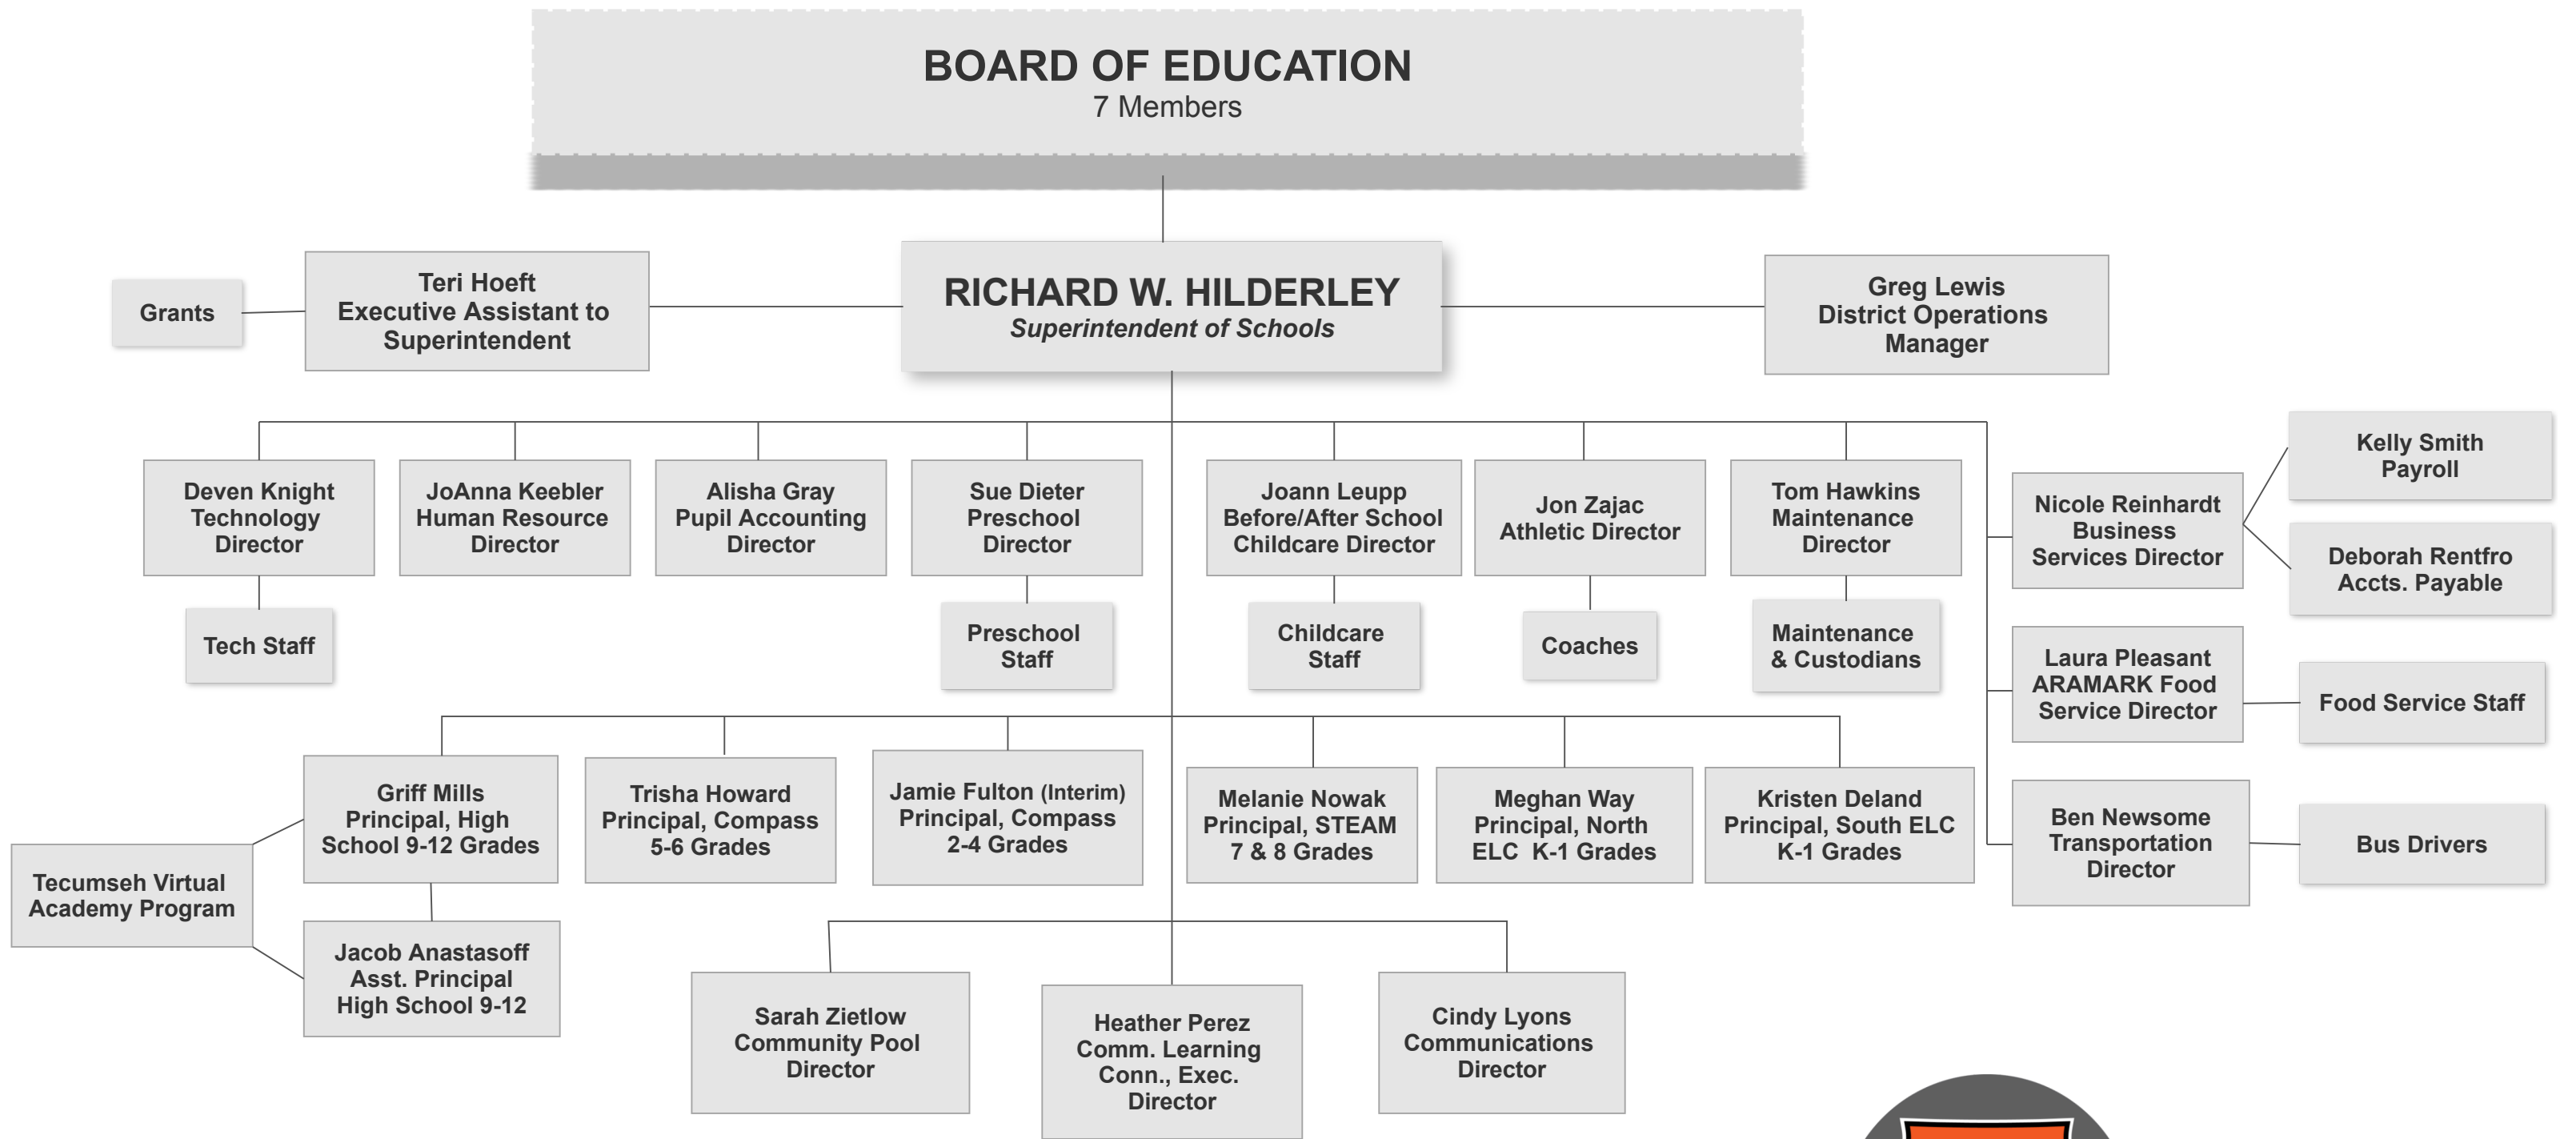 BOARD OF EDUCATION
7 Members
Grants
Teri Hoeft
Executive Assistant to
Superintendent
RICHARD W. HILDERLEY
Superintendent of Schools
Greg Lewis
District Operations
Manager
Deven Knight
Technology
Director
JoAnna Keebler
Human Resource
Director
Alisha Gray
Pupil Accounting
Director
Sue Dieter
Preschool
Director
Joann Leupp
Before/After School
Childcare Director
Jon Zajac
Athletic Director
Tom Hawkins
Maintenance
Director
Nicole Reinhardt
Business
Services Director
Kelly Smith
Payroll
Deborah Rentfro
Accts. Payable
Tech Staff
Preschool
Staff
Childcare
Staff
Coaches
Maintenance
& Custodians
Laura Pleasant
ARAMARK Food
Service Director
Food Service Staff
Griff Mills
Principal, High
School 9-12 Grades
Trisha Howard
Principal, Compass
5-6 Grades
Jamie Fulton (Interim)
Principal, Compass
2-4 Grades
Melanie Nowak
Principal, STEAM
7 & 8 Grades
Meghan Way
Principal, North
ELC K-1 Grades
Kristen Deland
Principal, South ELC
K-1 Grades
Ben Newsome
Transportation
Director
Bus Drivers
Tecumseh Virtual
Academy Program
Jacob Anastasoff
Asst. Principal
High School 9-12
Sarah Zietlow
Community Pool
Director
Heather Perez
Comm. Learning
Conn., Exec.
Director
Cindy Lyons
Communications
Director